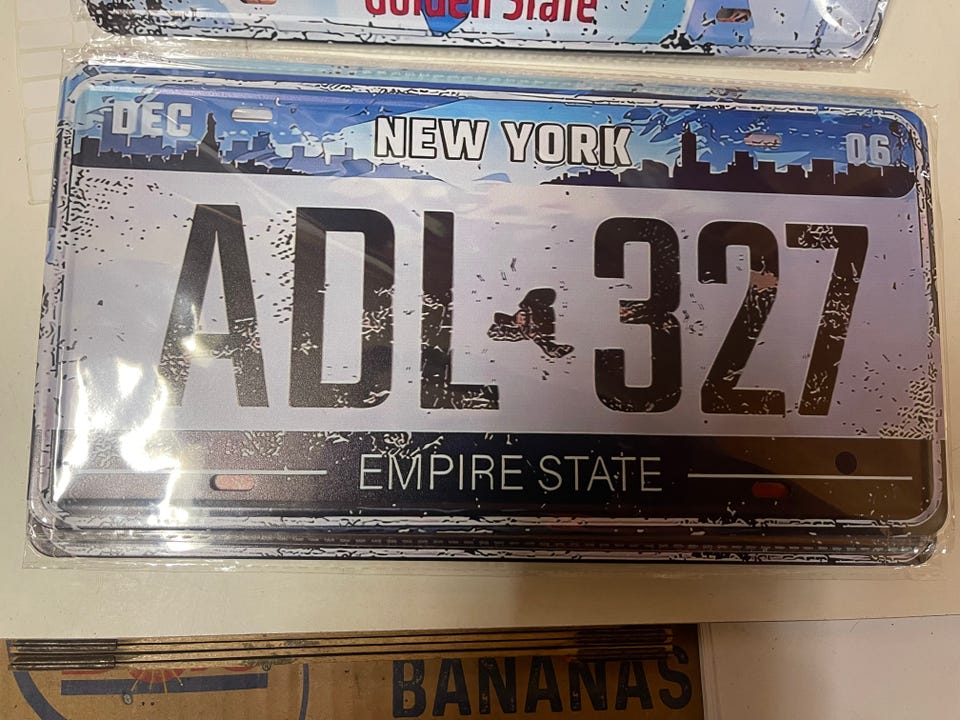 Golden State
DEC NEW YORK 06
ADL 327
EMPIRE STATE
BANANAS